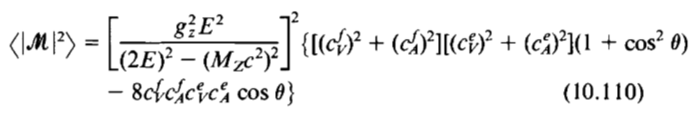 ⟨|ℳ|²⟩ = [g_z²E² / ((2E)² − (M_Zc²)²)]² {[(c_V^f)² + (c_A^f)²][(c_V^e)² + (c_A^e)²](1 + cos² θ)
− 8c_V^f c_A^f c_V^e c_A^e cos θ} (10.110)